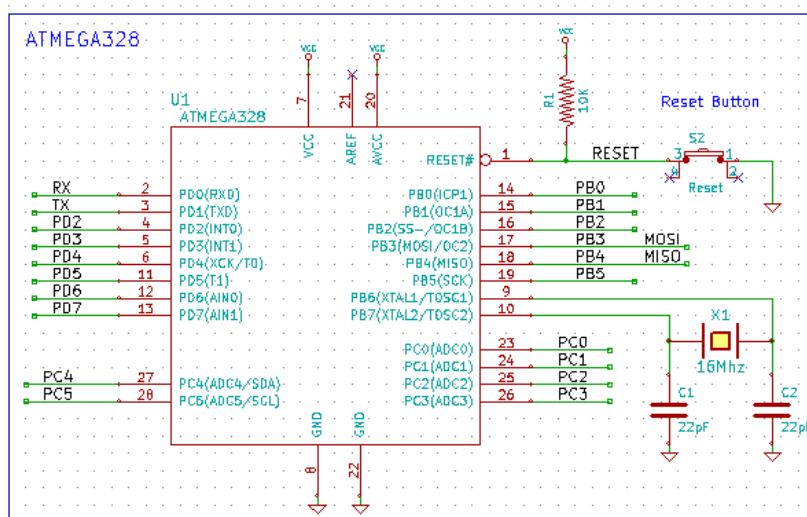 ATMEGA328
VCC
VCC
VCC
7
21
20
R1
10K
Reset Button
U1
ATMEGA328
VCC
AREF
AVCC
RESET# 1 RESET
S2
3 1
4 2
Reset
RX 2 PD0(RXD)
TX 3 PD1(TXD)
PD2 4 PD2(INT0)
PD3 5 PD3(INT1)
PD4 6 PD4(XCK/T0)
PD5 11 PD5(T1)
PD6 12 PD6(AIN0)
PD7 13 PD7(AIN1)
PB0(ICP1) 14 PB0
PB1(OC1A) 15 PB1
PB2(SS-/OC1B) 16 PB2
PB3(MOSI/OC2) 17 PB3 MOSI
PB4(MISO) 18 PB4 MISO
PB5(SCK) 19 PB5
PB6(XTAL1/TOSC1) 9
PB7(XTAL2/TOSC2) 10
X1
16Mhz
PC0(ADC0) 23 PC0
PC1(ADC1) 24 PC1
PC2(ADC2) 25 PC2
PC3(ADC3) 26 PC3
PC4 27 PC4(ADC4/SDA)
PC5 28 PC5(ADC5/SCL)
C1
22pF
C2
22pF
GND
GND
8
22